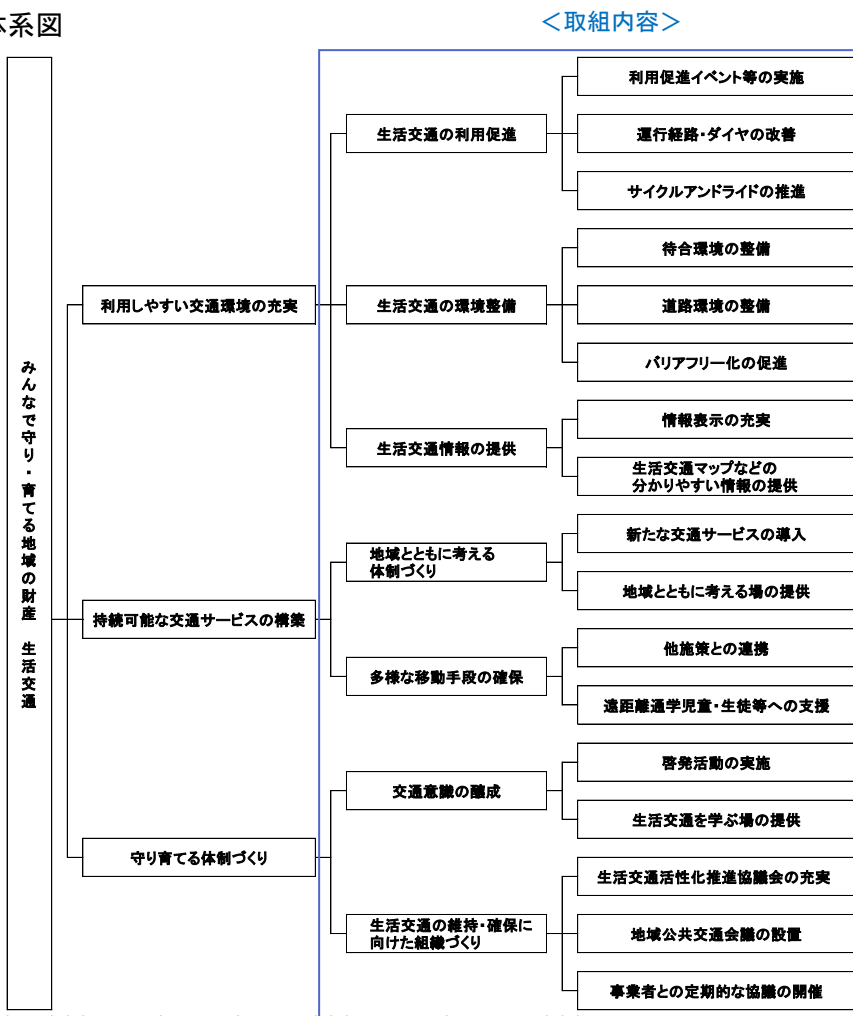 体系図
＜取組内容＞
みんなで守り・育てる地域の財産　生活交通
利用しやすい交通環境の充実
生活交通の利用促進
利用促進イベント等の実施
運行経路・ダイヤの改善
サイクルアンドライドの推進
生活交通の環境整備
待合環境の整備
道路環境の整備
バリアフリー化の促進
生活交通情報の提供
情報表示の充実
生活交通マップなどの
分かりやすい情報の提供
持続可能な交通サービスの構築
地域とともに考える
体制づくり
新たな交通サービスの導入
地域とともに考える場の提供
多様な移動手段の確保
他施策との連携
遠距離通学児童・生徒等への支援
守り育てる体制づくり
交通意識の醸成
啓発活動の実施
生活交通を学ぶ場の提供
生活交通の維持・確保に
向けた組織づくり
生活交通活性化推進協議会の充実
地域公共交通会議の設置
事業者との定期的な協議の開催